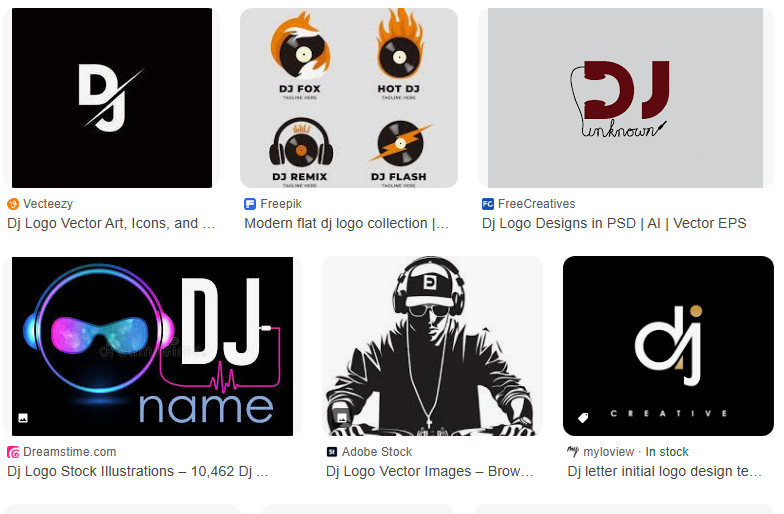 DJ
DJ FOX
TAGLINE HERE
HOT DJ
TAGLINE HERE
DJ REMIX
TAGLINE HERE
DJ FLASH
TAGLINE HERE
DJ
unknown
Vecteezy
Dj Logo Vector Art, Icons, and ...
Freepik
Modern flat dj logo collection |...
FC FreeCreatives
Dj Logo Designs in PSD | AI | Vector EPS
DJ
name
dj
CREATIVE
Dreamstime.com
Dj Logo Stock Illustrations – 10,462 Dj ...
St Adobe Stock
Dj Logo Vector Images – Brow...
my myloview · In stock
Dj letter initial logo design te...